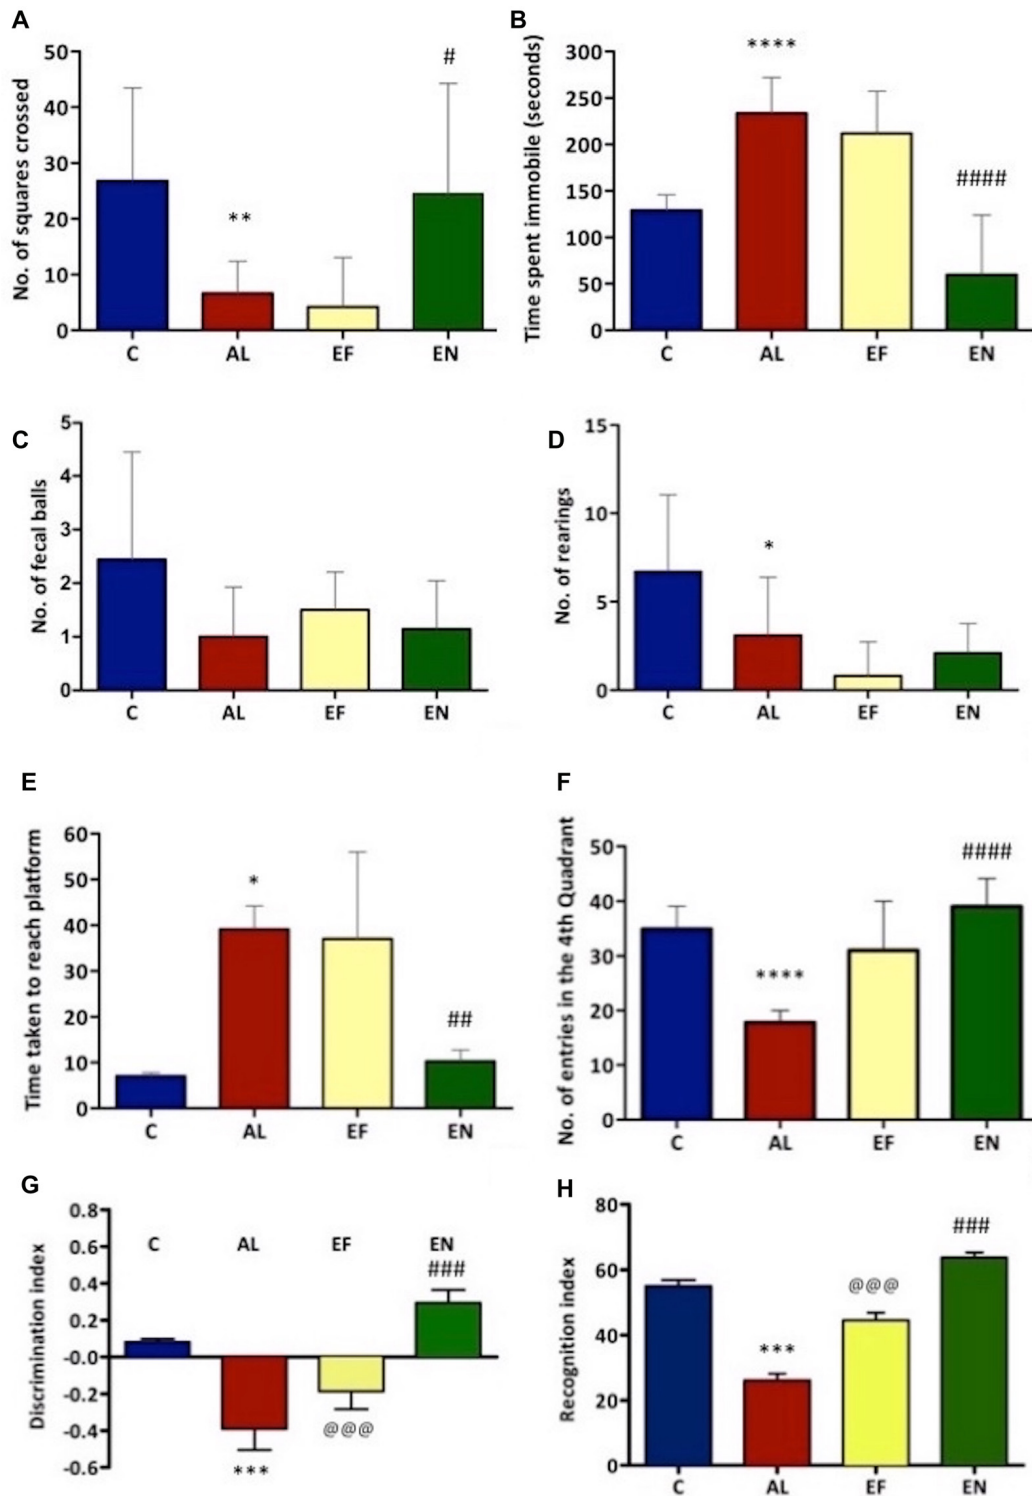 A
No. of squares crossed
50
40
30
20
10
0
**
#
C AL EF EN
B
Time spent immobile (seconds)
300
250
200
150
100
50
0
****
####
C AL EF EN
C
No. of fecal balls
5
4
3
2
1
0
C AL EF EN
D
No. of rearings
15
10
5
0
*
C AL EF EN
E
Time taken to reach platform
60
50
40
30
20
10
0
*
##
C AL EF EN
F
No. of entries in the 4th Quadrant
50
40
30
20
10
0
****
####
C AL EF EN
G
Discrimination index
0.8
0.6
0.4
0.2
-0.0
-0.2
-0.4
-0.6
C AL EF EN
###
@@@
***
H
Recognition index
80
60
40
20
0
***
@@@
###
C AL EF EN